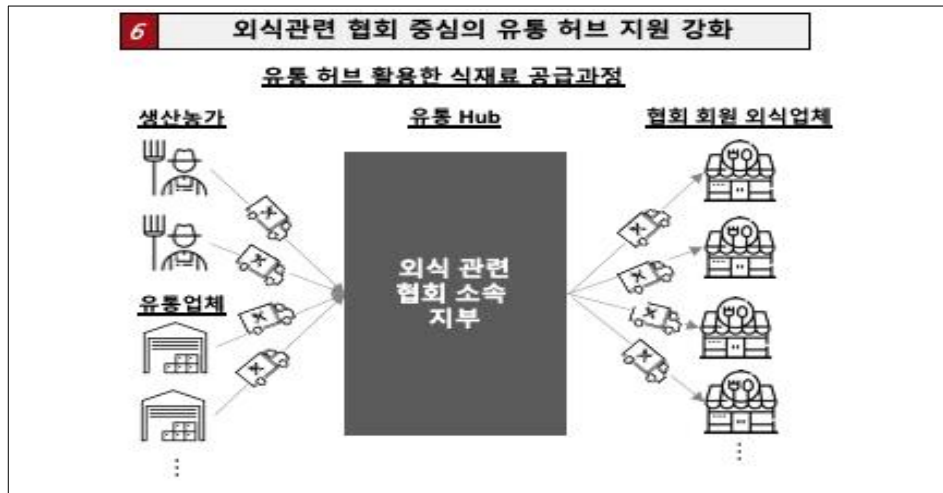 6 외식관련 협회 중심의 유통 허브 지원 강화
유통 허브 활용한 식재료 공급과정
생산농가
유통 Hub
협회 회원 외식업체
외식 관련
협회 소속
지부
유통업체